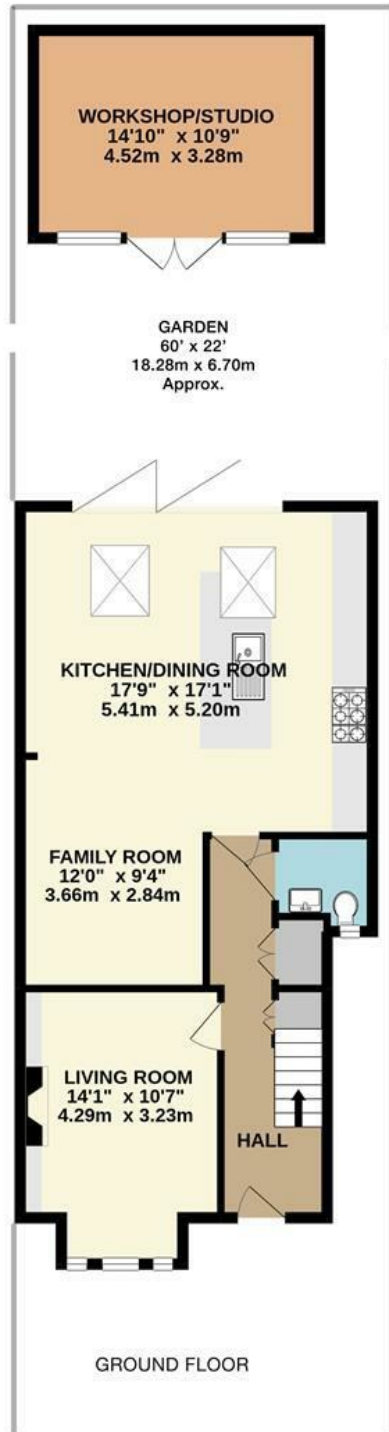 WORKSHOP/STUDIO
14'10" x 10'9"
4.52m x 3.28m
GARDEN
60’ x 22’
18.28m x 6.70m
Approx.
KITCHEN/DINING ROOM
17'9" x 17'1"
5.41m x 5.20m
FAMILY ROOM
12'0" x 9'4"
3.66m x 2.84m
LIVING ROOM
14'1" x 10'7"
4.29m x 3.23m
HALL
GROUND FLOOR